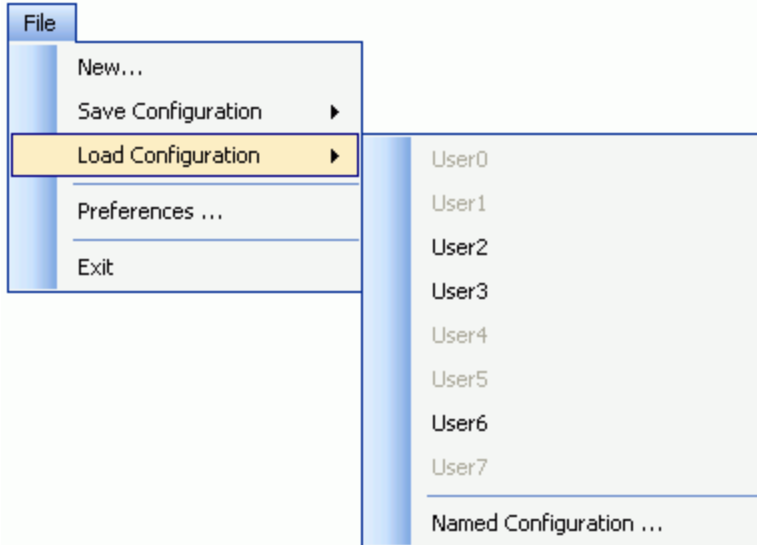 File
New...
Save Configuration
Load Configuration
Preferences ...
Exit
User0
User1
User2
User3
User4
User5
User6
User7
Named Configuration ...